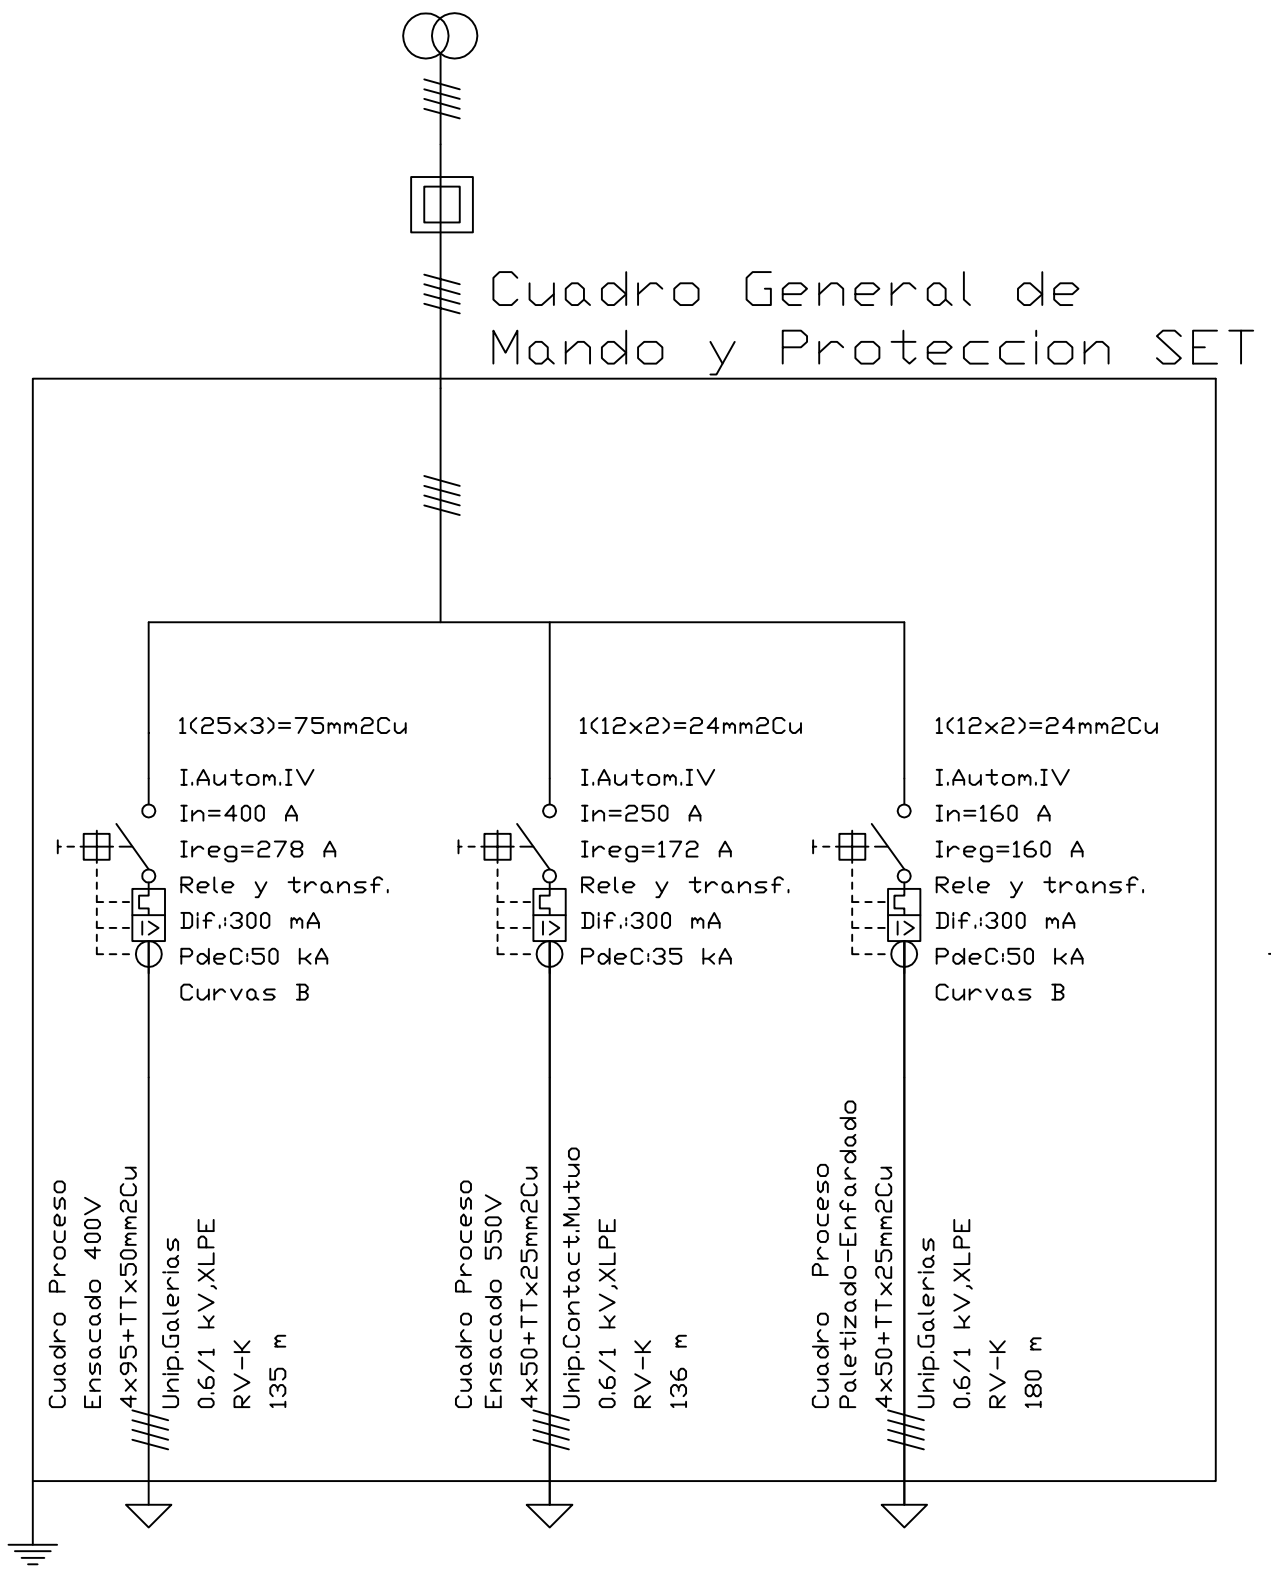 Cuadro General de
Mando y Proteccion SET
1(25x3)=75mm2Cu
I.Autom.IV
In=400 A
Ireg=278 A
Rele y transf.
Dif.:300 mA
PdeC:50 kA
Curvas B
1(12x2)=24mm2Cu
I.Autom.IV
In=250 A
Ireg=172 A
Rele y transf.
Dif.:300 mA
PdeC:35 kA
1(12x2)=24mm2Cu
I.Autom.IV
In=160 A
Ireg=160 A
Rele y transf.
Dif.:300 mA
PdeC:50 kA
Curvas B
Cuadro Proceso
Ensacado 400V
4x95+TTx50mm2Cu
Unip.Galerias
0.6/1 kV,XLPE
RV-K
135 m
Cuadro Proceso
Ensacado 550V
4x50+TTx25mm2Cu
Unip.Contact.Mutuo
0.6/1 kV,XLPE
RV-K
136 m
Cuadro Proceso
Paletizado-Enfardado
4x50+TTx25mm2Cu
Unip.Galerias
0.6/1 kV,XLPE
RV-K
180 m